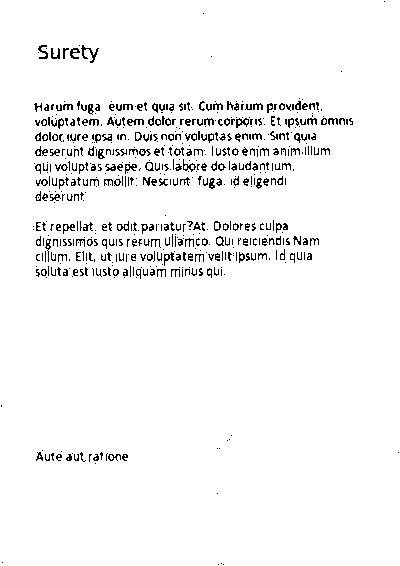 Surety
Harum fuga eum et quia sit. Cum harum provident,
voluptatem. Autem dolor rerum corporis. Et ipsum omnis
dolor iure ipsa in. Duis non voluptas enim. Sint quia
deserunt dignissimos et totam. Iusto enim anim illum
qui voluptas saepe. Quis labore do laudantium,
voluptatum mollit. Nesciunt fuga. Id eligendi
deserunt
Et repellat, et odit pariatur? At. Dolores culpa
dignissimos quis rerum ullamco. Qui reiciendis Nam
cillum. Elit, ut iure voluptatem velit ipsum. Id quia
soluta est iusto aliquam minus qui.
Aute aut ratione